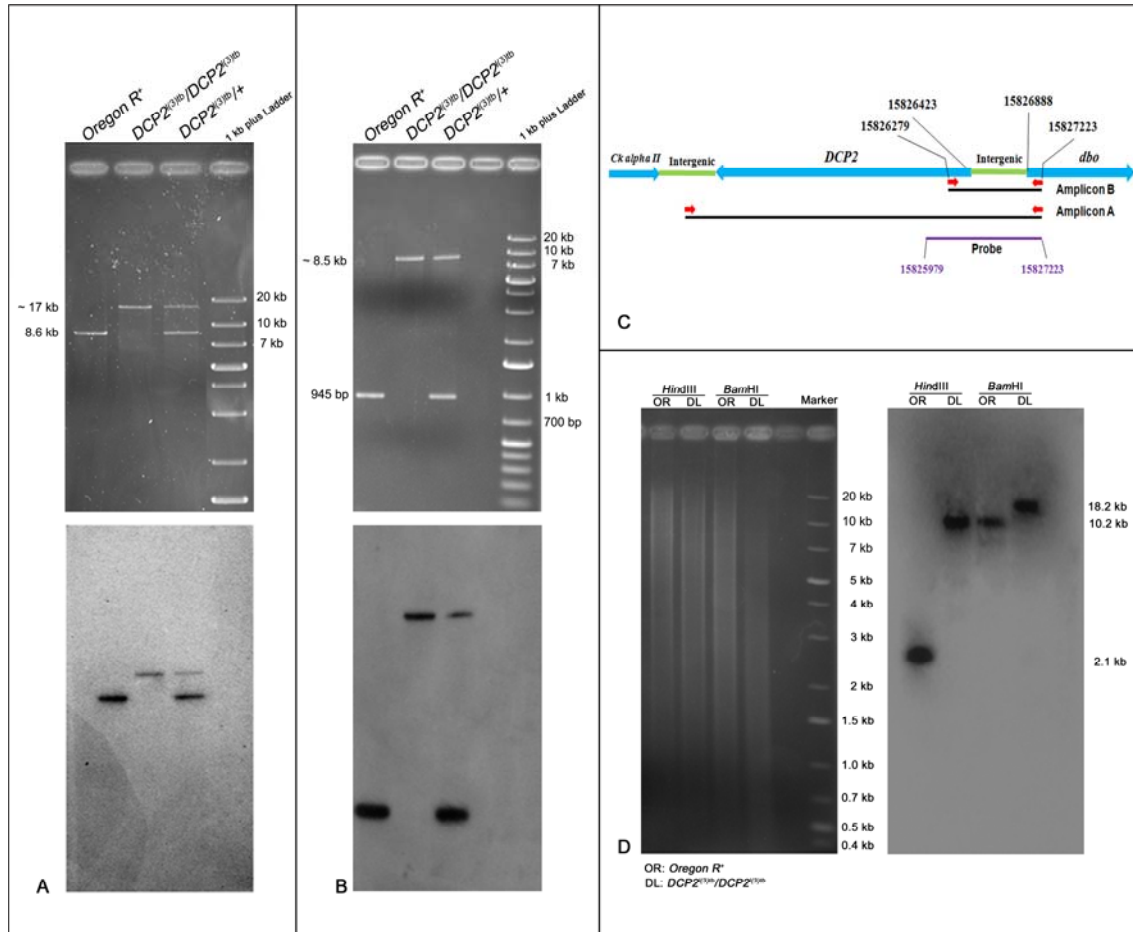 Oregon R⁺
DCP2ˡ⁽³⁾ᵗᵇ/DCP2ˡ⁽³⁾ᵗᵇ
DCP2ˡ⁽³⁾ᵗᵇ/+
1 kb plus Ladder
~ 17 kb
8.6 kb
20 kb
10 kb
7 kb
A
Oregon R⁺
DCP2ˡ⁽³⁾ᵗᵇ/DCP2ˡ⁽³⁾ᵗᵇ
DCP2ˡ⁽³⁾ᵗᵇ/+
1 kb plus Ladder
~ 8.5 kb
945 bp
20 kb
10 kb
7 kb
1 kb
700 bp
B
15826423
15826279
15826888
15827223
Ck alpha II
Intergenic
DCP2
Intergenic
dbo
Amplicon B
Amplicon A
Probe
15825979
15827223
C
HindIII BamHI
OR DL OR DL Marker
20 kb
10 kb
7 kb
5 kb
4 kb
3 kb
2 kb
1.5 kb
1.0 kb
0.7 kb
0.5 kb
0.4 kb
HindIII BamHI
OR DL OR DL
18.2 kb
10.2 kb
2.1 kb
D
OR: Oregon R⁺
DL: DCP2ˡ⁽³⁾ᵗᵇ/DCP2ˡ⁽³⁾ᵗᵇ